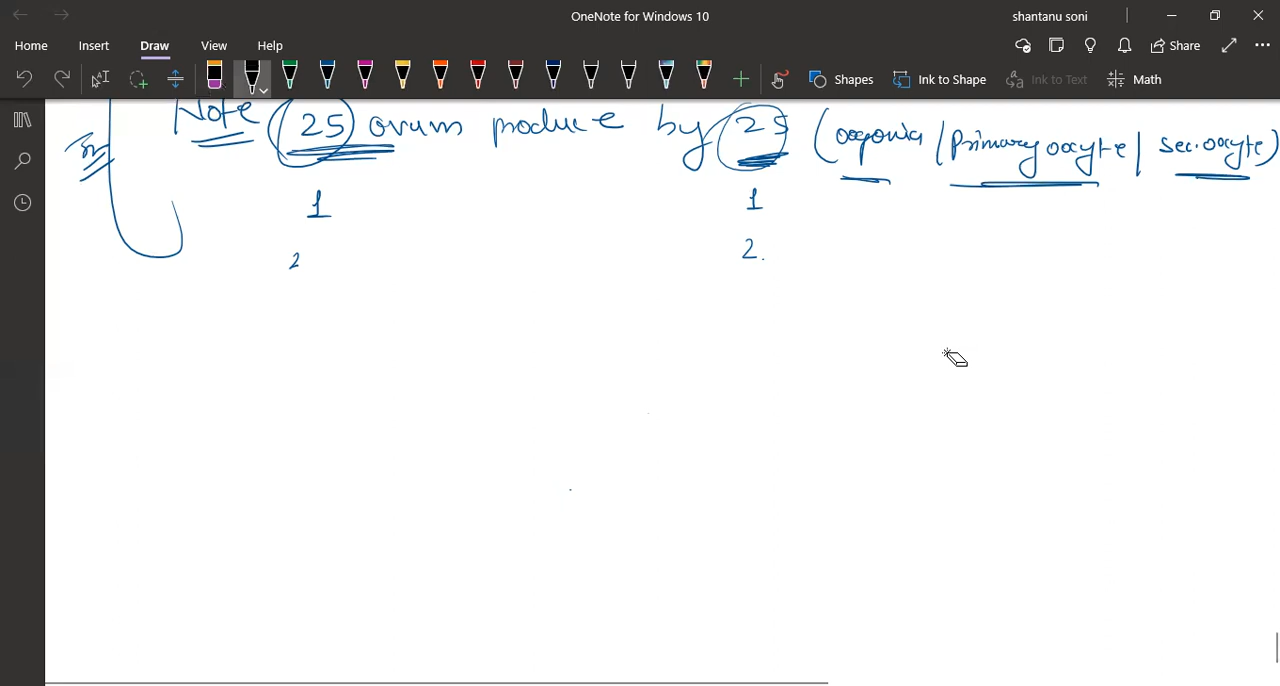 OneNote for Windows 10
shantanu soni
Home Insert Draw View Help
Share
Shapes Ink to Shape Ink to Text Math
Note 25 ovum produce by 25 (oogonia / Primary oocyte / sec. oocyte)
1 1
2 2.